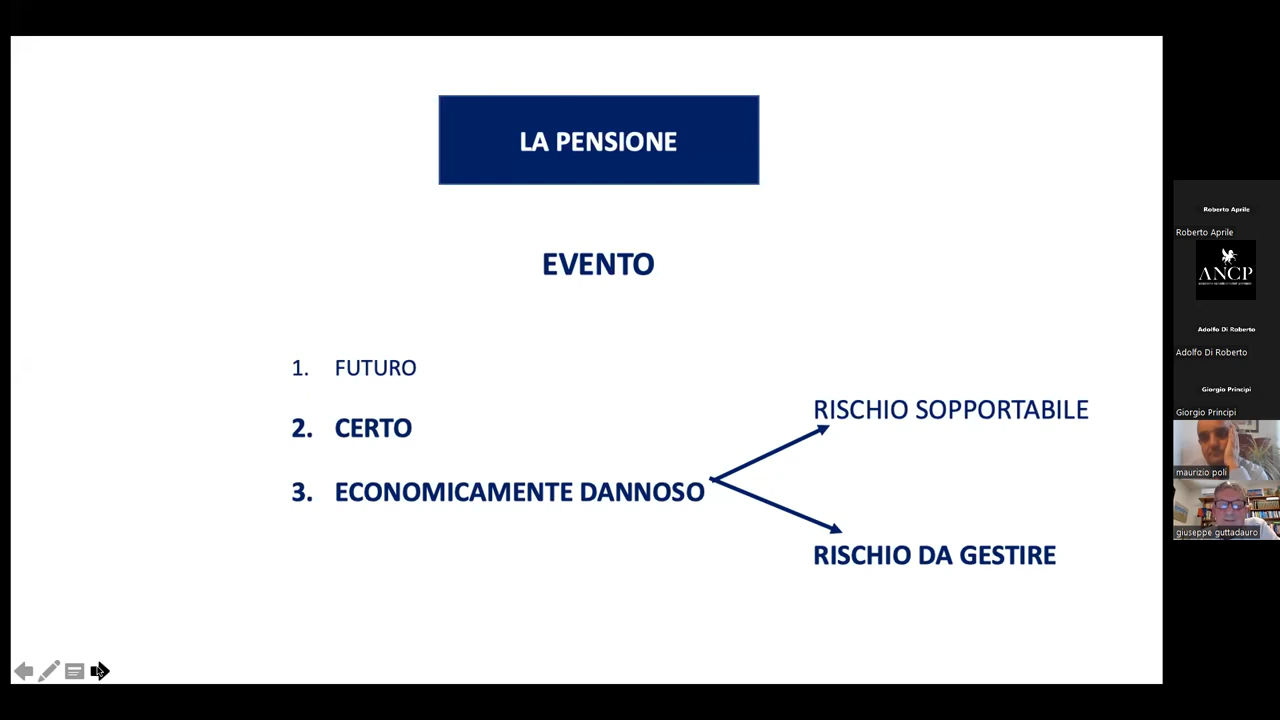 LA PENSIONE
EVENTO
1. FUTURO
2. CERTO
3. ECONOMICAMENTE DANNOSO
RISCHIO SOPPORTABILE
RISCHIO DA GESTIRE
Roberto Aprile
Roberto Aprile
ANCP
Adolfo Di Roberto
Adolfo Di Roberto
Giorgio Principi
Giorgio Principi
maurizio poli
giuseppe guttadauro